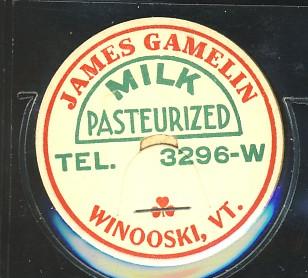 JAMES GAMELIN
MILK
PASTEURIZED
TEL. 3296-W
WINOOSKI, VT.